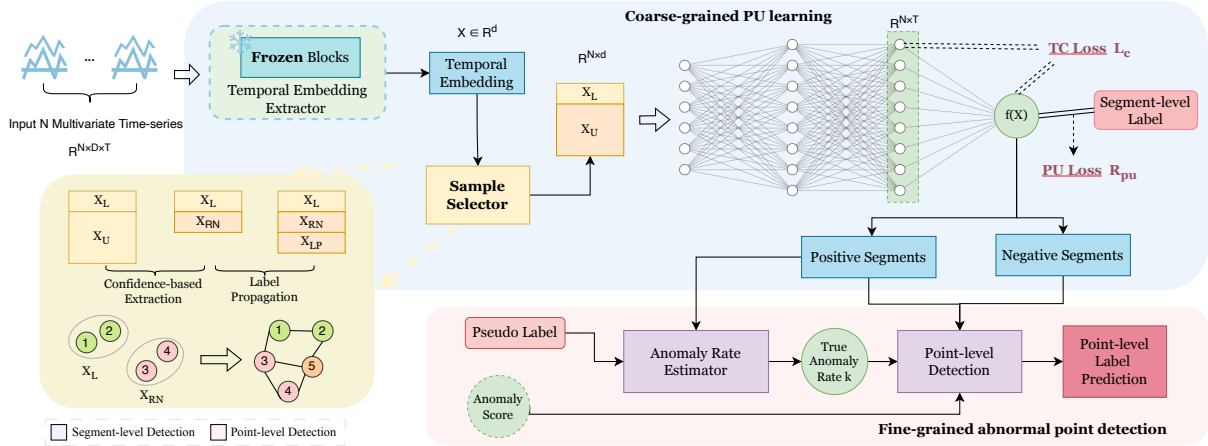 Coarse-grained PU learning
Frozen Blocks
Temporal Embedding
Extractor
...
Input N Multivariate Time-series
R^{N×D×T}
X ∈ R^d
Temporal
Embedding
R^{N×d}
X_L
X_U
Sample
Selector
R^{N×T}
TC Loss L_c
f(X)
Segment-level
Label
PU Loss R_pu
X_L
X_U
X_L
X_RN
X_L
X_RN
X_LP
Confidence-based
Extraction
Label
Propagation
1
2
X_L
3
4
X_RN
1
2
3
5
4
Positive Segments
Negative Segments
Pseudo Label
Anomaly Rate
Estimator
True
Anomaly
Rate k
Point-level
Detection
Point-level
Label
Prediction
Anomaly
Score
Fine-grained abnormal point detection
Segment-level Detection
Point-level Detection